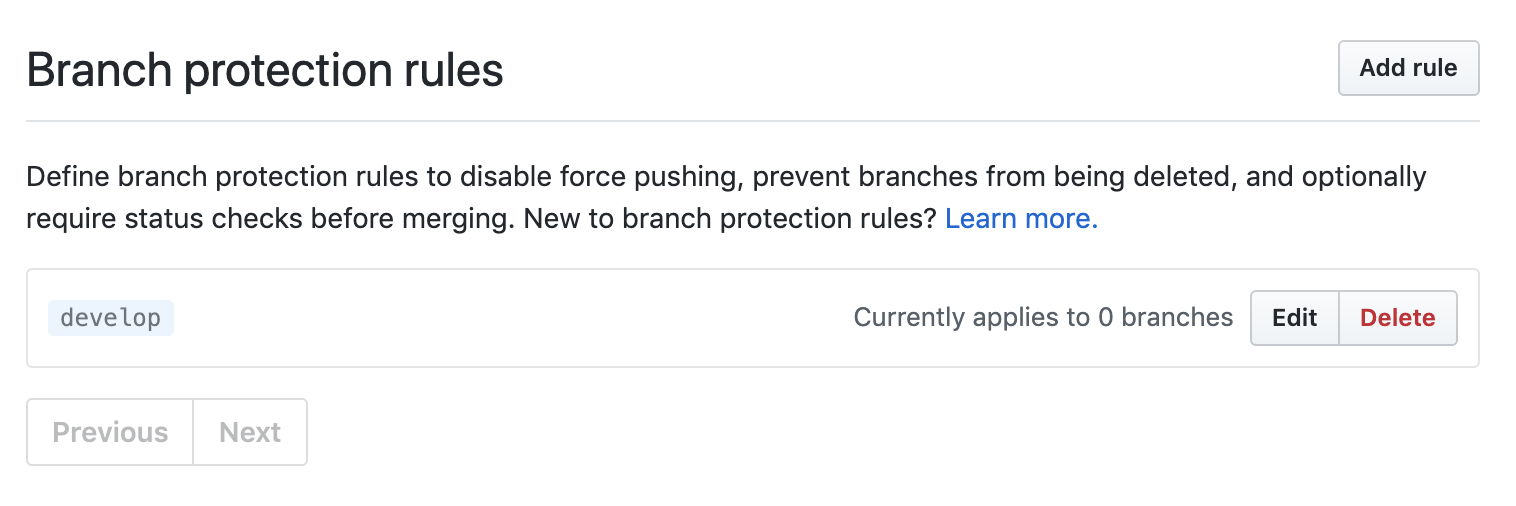 Branch protection rules
Add rule
Define branch protection rules to disable force pushing, prevent branches from being deleted, and optionally
require status checks before merging. New to branch protection rules? Learn more.
develop
Currently applies to 0 branches
Edit
Delete
Previous
Next